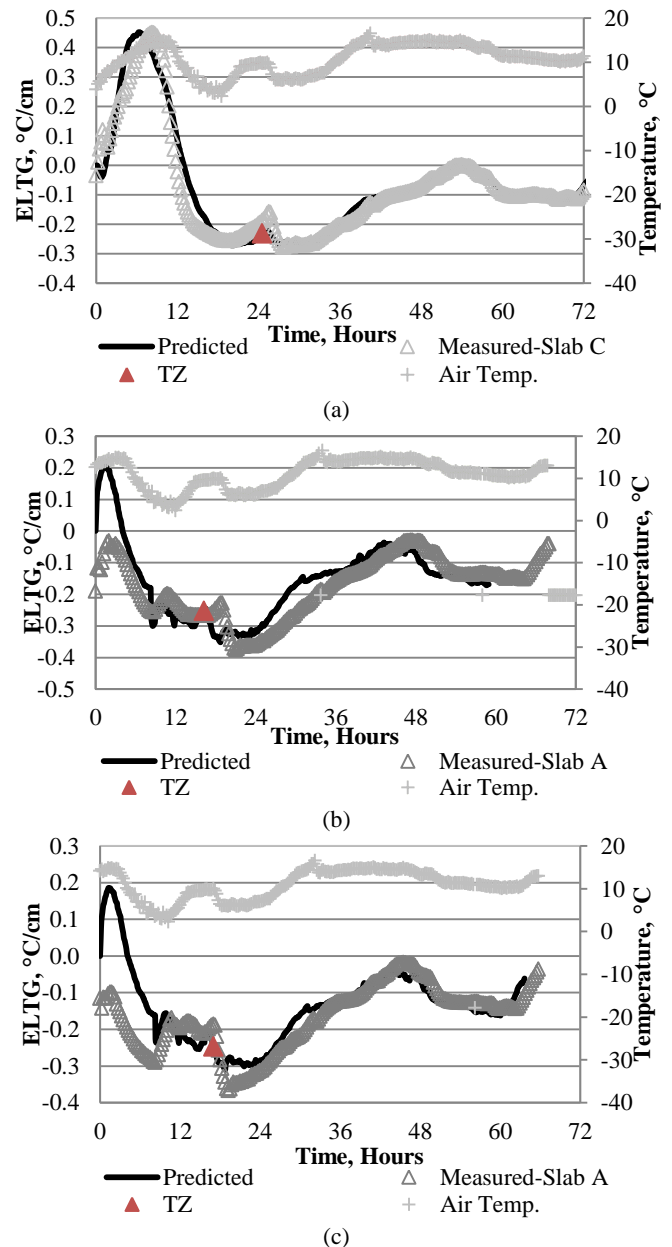 0.5 20
0.4 10
0.3
0.2 0
0.1 -10
0.0
-0.1 -20
-0.2 -30
-0.3
-0.4 -40
ELTG, °C/cm
Temperature, °C
0 12 24 36 48 60 72
Time, Hours
Predicted Measured-Slab C
TZ Air Temp.
(a)
0.3 20
0.2 10
0.1 0
0
-0.1 -10
-0.2 -20
-0.3
-0.4 -30
-0.5 -40
ELTG, °C/cm
Temperature, °C
0 12 24 36 48 60 72
Time, Hours
Predicted Measured-Slab A
TZ Air Temp.
(b)
0.3 20
0.2 10
0.1 0
0.0 -10
-0.1
-0.2 -20
-0.3 -30
-0.4 -40
ELTG, °C/cm
Temperature, °C
0 12 24 36 48 60 72
Time, Hours
Predicted Measured-Slab A
TZ Air Temp.
(c)